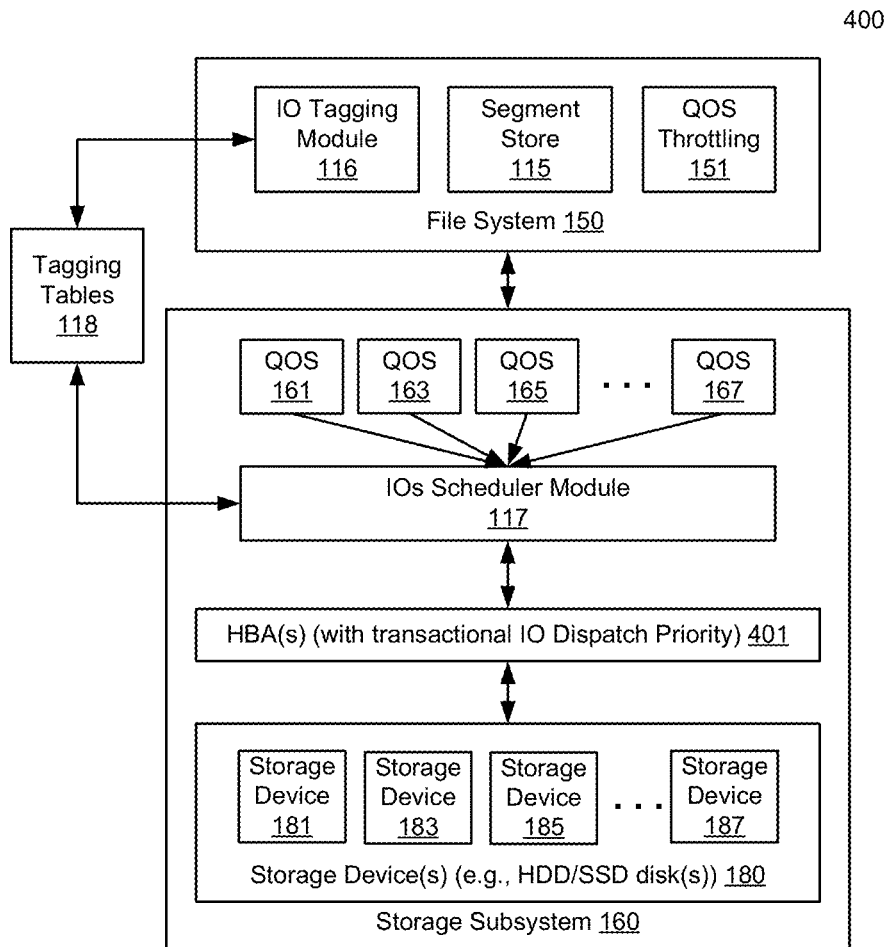 400
IO Tagging
Module
116
Segment
Store
115
QOS
Throttling
151
File System 150
Tagging
Tables
118
QOS
161
QOS
163
QOS
165
. . .
QOS
167
IOs Scheduler Module
117
HBA(s) (with transactional IO Dispatch Priority) 401
Storage
Device
181
Storage
Device
183
Storage
Device
185
. . .
Storage
Device
187
Storage Device(s) (e.g., HDD/SSD disk(s)) 180
Storage Subsystem 160